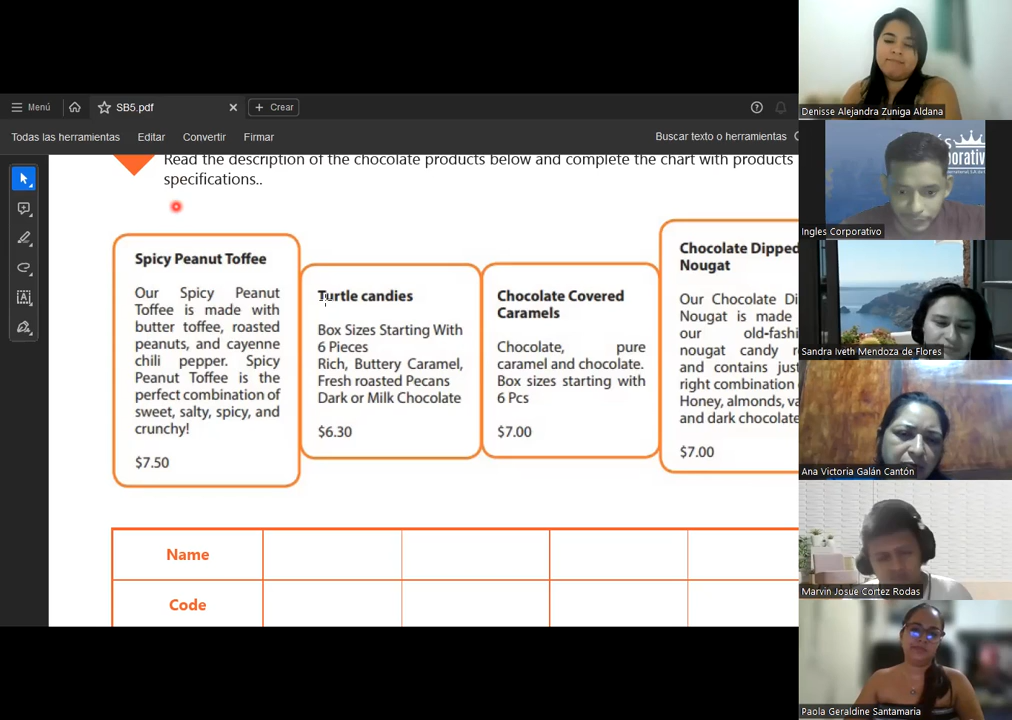 Menú
SB5.pdf
Crear
Todas las herramientas
Editar
Convertir
Firmar
Buscar texto o herramientas
Read the description of the chocolate products below and complete the chart with products
specifications..
Spicy Peanut Toffee
Our Spicy Peanut
Toffee is made with
butter toffee, roasted
peanuts, and cayenne
chili pepper. Spicy
Peanut Toffee is the
perfect combination of
sweet, salty, spicy, and
crunchy!
$7.50
Turtle candies
Box Sizes Starting With
6 Pieces
Rich, Buttery Caramel,
Fresh roasted Pecans
Dark or Milk Chocolate
$6.30
Chocolate Covered
Caramels
Chocolate, pure
caramel and chocolate.
Box sizes starting with
6 Pcs
$7.00
Chocolate Dipped
Nougat
Our Chocolate Di
Nougat is made
our old-fashi
nougat candy r
and contains just
right combination
Honey, almonds, va
and dark chocolate
$7.00
Name
Code
Denisse Alejandra Zuniga Aldana
Ingles Corporativo
Sandra Iveth Mendoza de Flores
Ana Victoria Galán Cantón
Marvin Josue Cortez Rodas
Paola Geraldine Santamaria